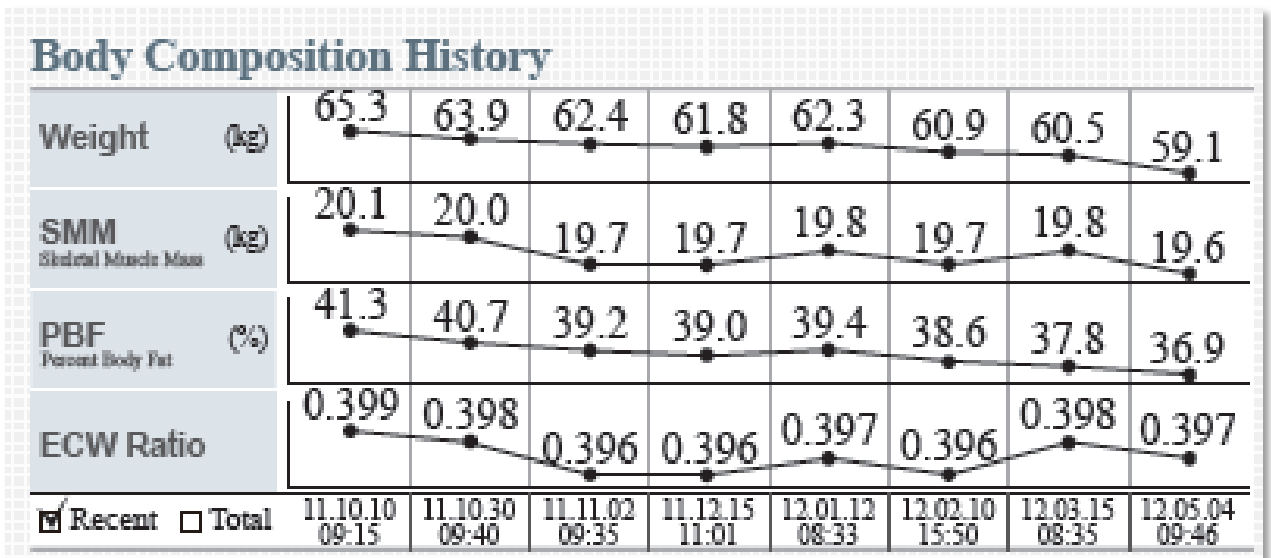 Body Composition History
Weight (kg) 65.3 63.9 62.4 61.8 62.3 60.9 60.5 59.1
SMM (kg) 20.1 20.0 19.7 19.7 19.8 19.7 19.8 19.6
Skeletal Muscle Mass
PBF (%) 41.3 40.7 39.2 39.0 39.4 38.6 37.8 36.9
Percent Body Fat
ECW Ratio 0.399 0.398 0.396 0.396 0.397 0.396 0.398 0.397
Recent Total 11.10.10 11.10.30 11.11.02 11.12.15 12.01.12 12.02.10 12.03.15 12.05.04
09:15 09:40 09:35 11:01 08:33 15:50 08:35 09:46